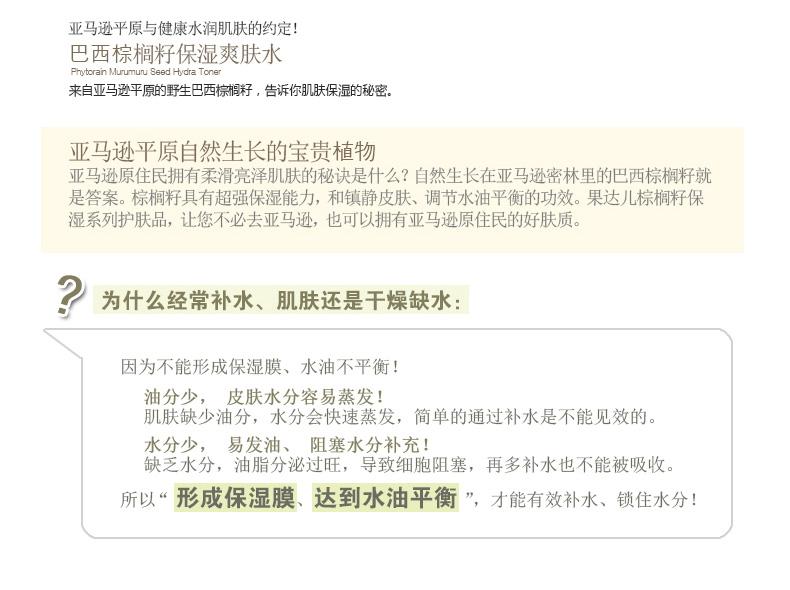 亚马逊平原与健康水润肌肤的约定！
巴西棕榈籽保湿爽肤水
Phytorain Murumuru Seed Hydra Toner
来自亚马逊平原的野生巴西棕榈籽，告诉你肌肤保湿的秘密。
亚马逊平原自然生长的宝贵植物
亚马逊原住民拥有柔滑亮泽肌肤的秘诀是什么？自然生长在亚马逊密林里的巴西棕榈籽就
是答案。棕榈籽具有超强保湿能力，和镇静皮肤、调节水油平衡的功效。果达儿棕榈籽保
湿系列护肤品，让您不必去亚马逊，也可以拥有亚马逊原住民的好肤质。
? 为什么经常补水、肌肤还是干燥缺水：
因为不能形成保湿膜、水油不平衡！
油分少， 皮肤水分容易蒸发！
肌肤缺少油分，水分会快速蒸发，简单的通过补水是不能见效的。
水分少， 易发油、 阻塞水分补充！
缺乏水分，油脂分泌过旺，导致细胞阻塞，再多补水也不能被吸收。
所以“ 形成保湿膜、达到水油平衡 ”，才能有效补水、锁住水分！